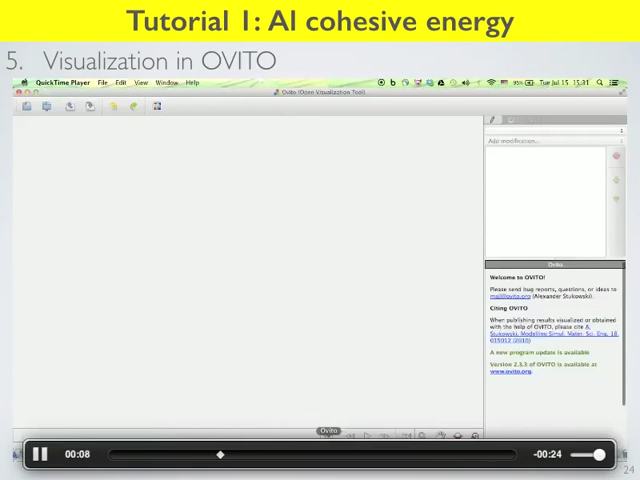 Tutorial 1: Al cohesive energy
5. Visualization in OVITO
QuickTime Player File Edit View Window Help
95% Tue Jul 15 15:31
Ovito (Open Visualization Tool)
Add modification...
Ovito
Welcome to OVITO!
Please send bug reports, questions, or ideas to
mail@ovito.org (Alexander Stukowski).
Citing OVITO
When publishing results visualized or obtained
with the help of OVITO, please cite A.
Stukowski, Modelling Simul. Mater. Sci. Eng. 18,
015012 (2010)
A new program update is available
Version 2.3.3 of OVITO is available at
www.ovito.org.
Ovito
00:08
-00:24
24